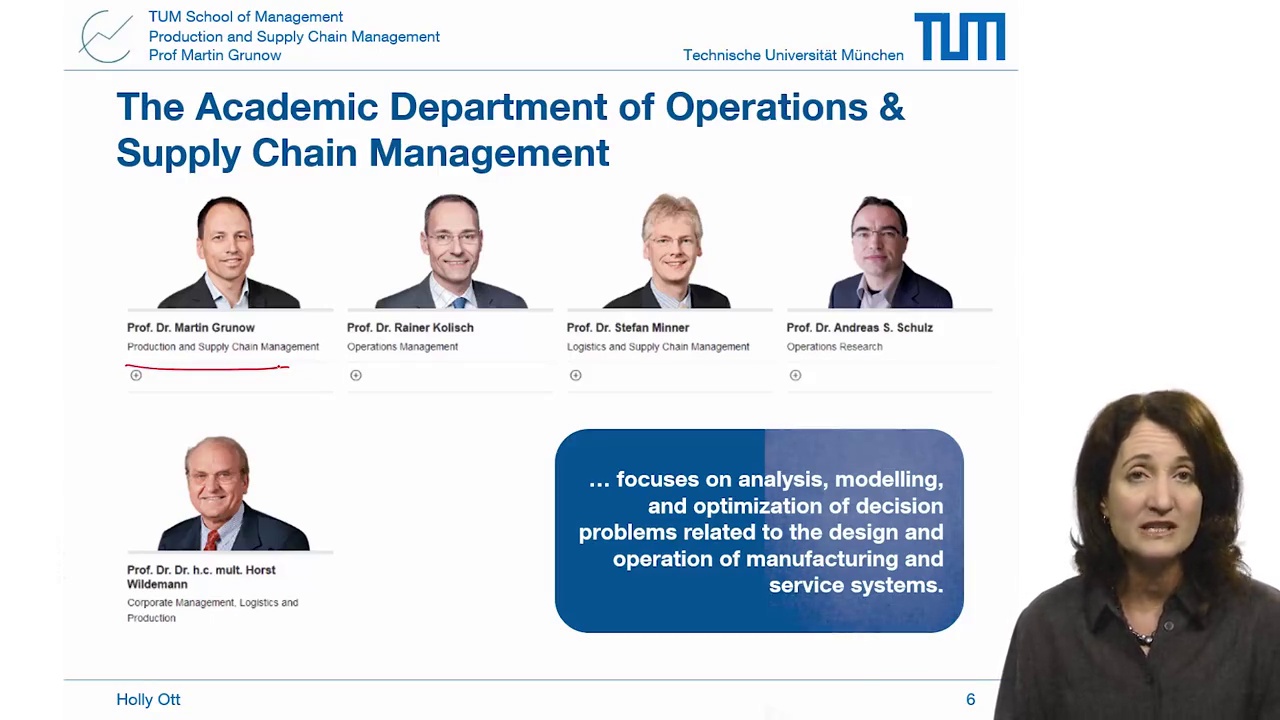 TUM School of Management
Production and Supply Chain Management
Prof Martin Grunow
Technische Universität München
TUM
The Academic Department of Operations &
Supply Chain Management
Prof. Dr. Martin Grunow
Production and Supply Chain Management
Prof. Dr. Rainer Kolisch
Operations Management
Prof. Dr. Stefan Minner
Logistics and Supply Chain Management
Prof. Dr. Andreas S. Schulz
Operations Research
Prof. Dr. Dr. h.c. mult. Horst
Wildemann
Corporate Management, Logistics and
Production
... focuses on analysis, modelling,
and optimization of decision
problems related to the design and
operation of manufacturing and
service systems.
Holly Ott
6